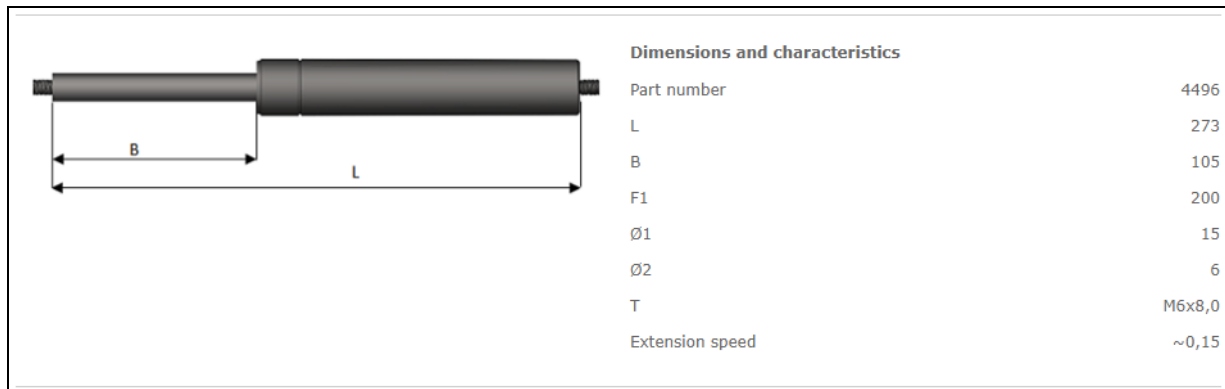 Dimensions and characteristics
Part number 4496
L 273
B 105
F1 200
Ø1 15
Ø2 6
T M6x8,0
Extension speed ~0,15
B
L